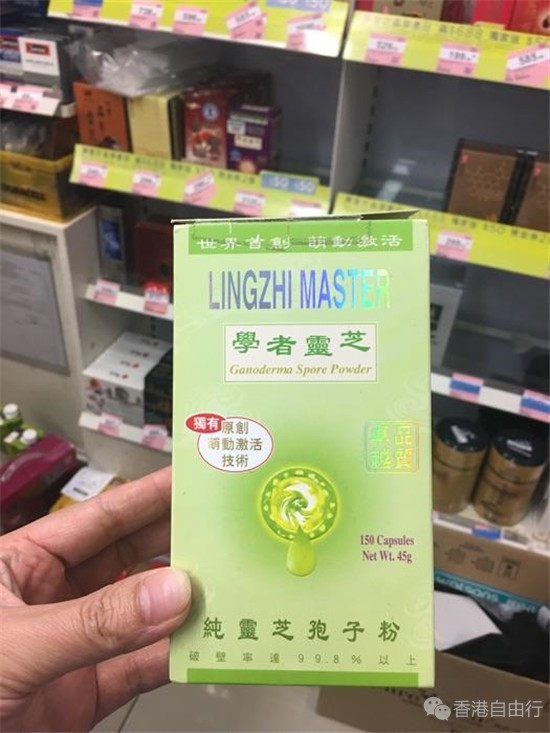 世界首創 萌動激活
LINGZHI MASTER
學者靈芝
Ganoderma Spore Powder
獨有
原創
萌動激活
技術
卓品
越質
150 Capsules
Net Wt. 45g
純靈芝孢子粉
破壁率達99.8%以上
香港自由行